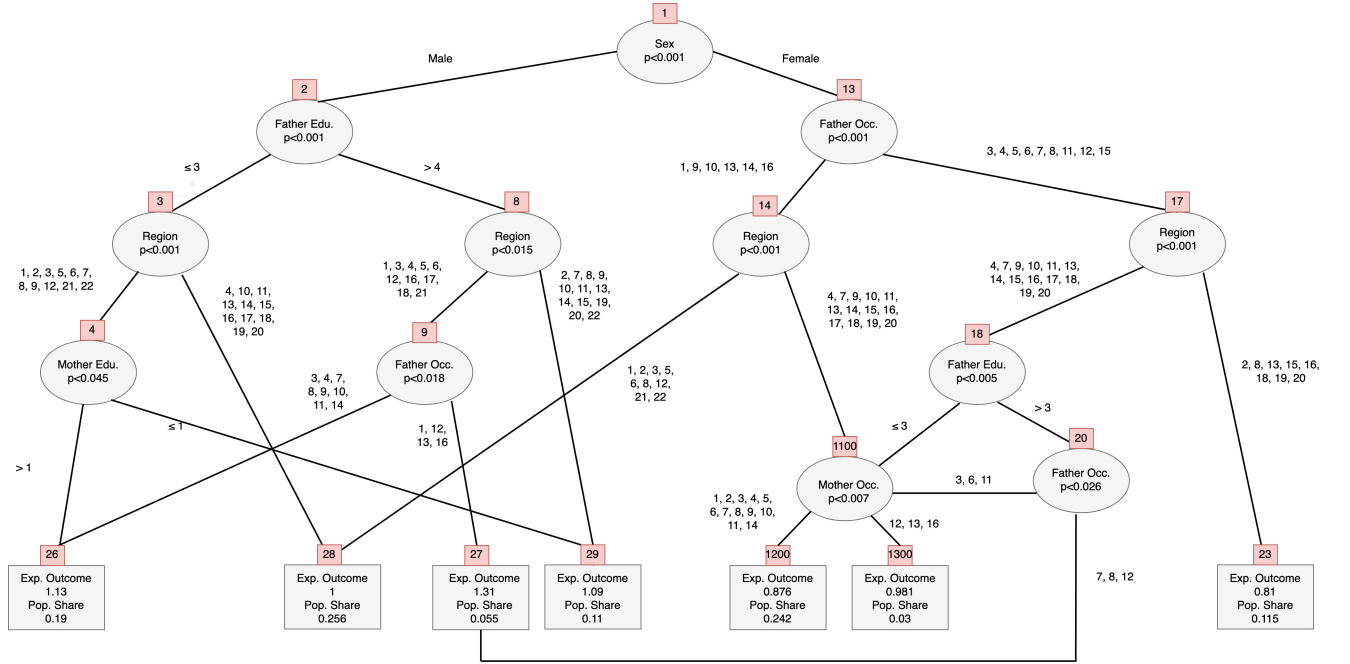 1
Sex
p<0.001
Male
Female
2
Father Edu.
p<0.001
13
Father Occ.
p<0.001
≤ 3
> 4
1, 9, 10, 13, 14, 16
3, 4, 5, 6, 7, 8, 11, 12, 15
3
Region
p<0.001
8
Region
p<0.015
14
Region
p<0.001
17
Region
p<0.001
1, 2, 3, 5, 6, 7,
8, 9, 12, 21, 22
4, 10, 11,
13, 14, 15,
16, 17, 18,
19, 20
1, 3, 4, 5, 6,
12, 16, 17,
18, 21
2, 7, 8, 9,
10, 11, 13,
14, 15, 19,
20, 22
4, 7, 9, 10, 11,
13, 14, 15, 16,
17, 18, 19, 20
4, 7, 9, 10, 11, 13,
14, 15, 16, 17, 18,
19, 20
4
Mother Edu.
p<0.045
9
Father Occ.
p<0.018
18
Father Edu.
p<0.005
3, 4, 7,
8, 9, 10,
11, 14
1, 2, 3, 5,
6, 8, 12,
21, 22
2, 8, 13, 15, 16,
18, 19, 20
≤ 1
1, 12,
13, 16
≤ 3
> 3
> 1
1100
Mother Occ.
p<0.007
3, 6, 11
20
Father Occ.
p<0.026
1, 2, 3, 4, 5,
6, 7, 8, 9, 10,
11, 14
12, 13, 16
7, 8, 12
26
Exp. Outcome
1.13
Pop. Share
0.19
28
Exp. Outcome
1
Pop. Share
0.256
27
Exp. Outcome
1.31
Pop. Share
0.055
29
Exp. Outcome
1.09
Pop. Share
0.11
1200
Exp. Outcome
0.876
Pop. Share
0.242
1300
Exp. Outcome
0.981
Pop. Share
0.03
23
Exp. Outcome
0.81
Pop. Share
0.115